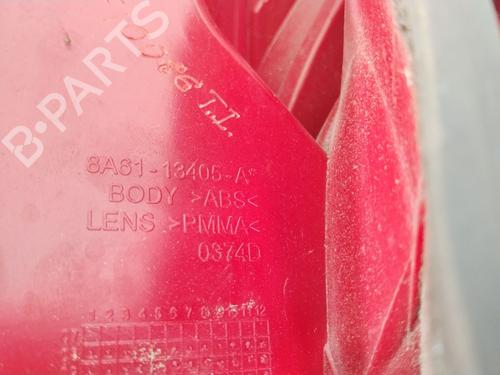 B-PARTS
8A61-13405-A*
BODY >ABS<
LENS >PMMA<
0374D
1 2 3 4 5 6 7 8 9 10 11 12